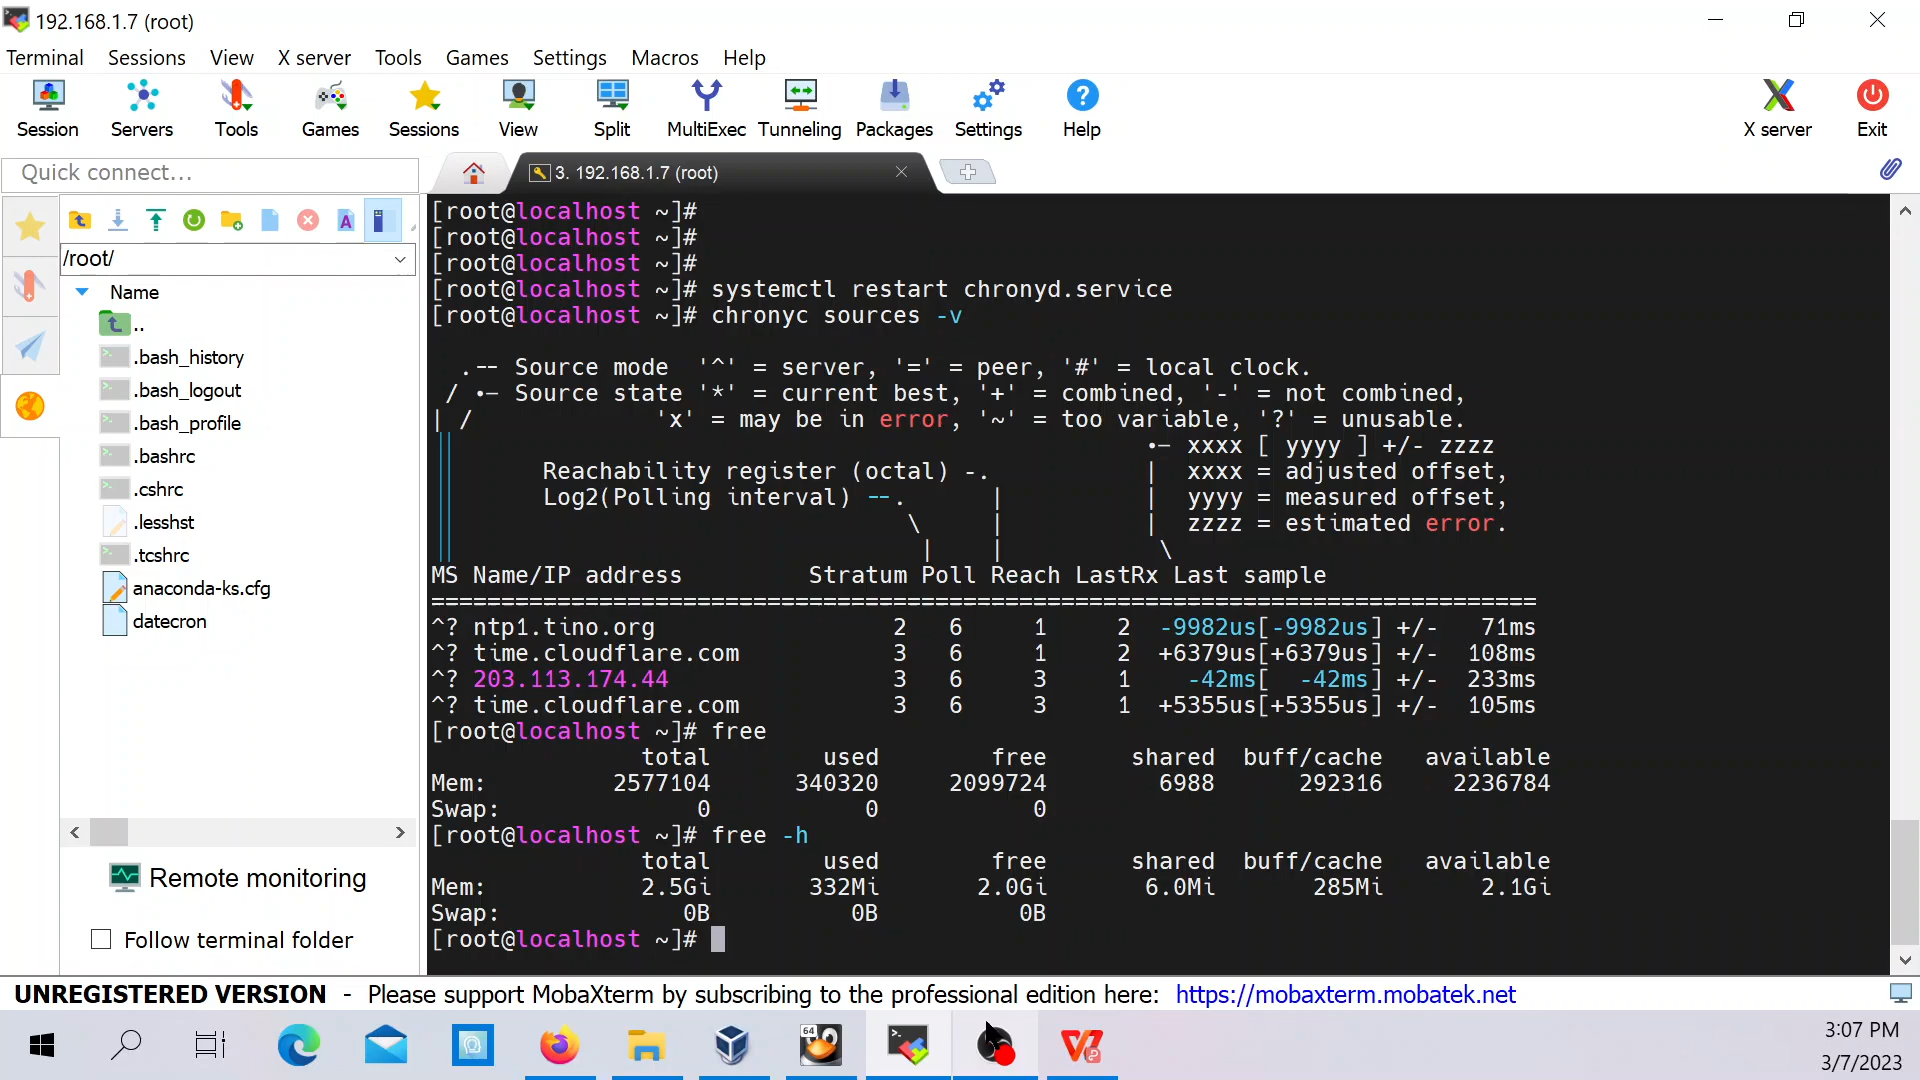 192.168.1.7 (root)
Terminal Sessions View X server Tools Games Settings Macros Help
Session Servers Tools Games Sessions View Split MultiExec Tunneling Packages Settings Help X server Exit
Quick connect...
3. 192.168.1.7 (root)
/root/
Name
..
.bash_history
.bash_logout
.bash_profile
.bashrc
.cshrc
.lesshst
.tcshrc
anaconda-ks.cfg
datecron
Remote monitoring
Follow terminal folder
[root@localhost ~]#
[root@localhost ~]#
[root@localhost ~]#
[root@localhost ~]# systemctl restart chronyd.service
[root@localhost ~]# chronyc sources -v
  .-- Source mode  '^' = server, '=' = peer, '#' = local clock.
 / .- Source state '*' = current best, '+' = combined, '-' = not combined,
| /             'x' = may be in error, '~' = too variable, '?' = unusable.
||                                                 .- xxxx [ yyyy ] +/- zzzz
||      Reachability register (octal) -.           |  xxxx = adjusted offset,
||      Log2(Polling interval) --.      |          |  yyyy = measured offset,
||                                \     |          |  zzzz = estimated error.
||                                 |    |           \
MS Name/IP address         Stratum Poll Reach LastRx Last sample
===============================================================================
^? ntp1.tino.org                 2   6     1     2  -9982us[-9982us] +/-   71ms
^? time.cloudflare.com           3   6     1     2  +6379us[+6379us] +/-  108ms
^? 203.113.174.44                3   6     3     1    -42ms[  -42ms] +/-  233ms
^? time.cloudflare.com           3   6     3     1  +5355us[+5355us] +/-  105ms
[root@localhost ~]# free
               total        used        free      shared  buff/cache   available
Mem:         2577104      340320     2099724        6988      292316     2236784
Swap:              0           0           0
[root@localhost ~]# free -h
               total        used        free      shared  buff/cache   available
Mem:           2.5Gi       332Mi       2.0Gi       6.0Mi       285Mi       2.1Gi
Swap:             0B          0B          0B
[root@localhost ~]#
UNREGISTERED VERSION - Please support MobaXterm by subscribing to the professional edition here: https://mobaxterm.mobatek.net
64
3:07 PM
3/7/2023